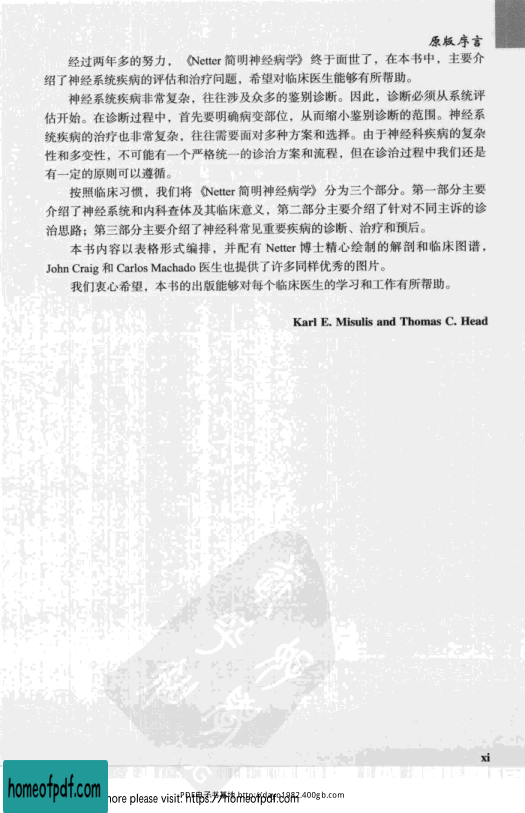 原版序言
经过两年多的努力，《Netter 简明神经病学》终于面世了，在本书中，主要介
绍了神经系统疾病的评估和治疗问题，希望对临床医生能够有所帮助。
神经系统疾病非常复杂，往往涉及众多的鉴别诊断。因此，诊断必须从系统评
估开始。在诊断过程中，首先要明确病变部位，从而缩小鉴别诊断的范围。神经系
统疾病的治疗也非常复杂，往往需要面对多种方案和选择。由于神经科疾病的复杂
性和多变性，不可能有一个严格统一的诊治方案和流程，但在诊治过程中我们还是
有一定的原则可以遵循。
按照临床习惯，我们将《Netter 简明神经病学》分为三个部分。第一部分主要
介绍了神经系统和内科查体及其临床意义，第二部分主要介绍了针对不同主诉的诊
治思路；第三部分主要介绍了神经科常见重要疾病的诊断、治疗和预后。
本书内容以表格形式编排，并配有 Netter 博士精心绘制的解剖和临床图谱，
John Craig 和 Carlos Machado 医生也提供了许多同样优秀的图片。
我们衷心希望，本书的出版能够对每个临床医生的学习和工作有所帮助。
Karl E. Misulis and Thomas C. Head
xi
homeofpdf.com
more please visit: https://homeofpdf.com